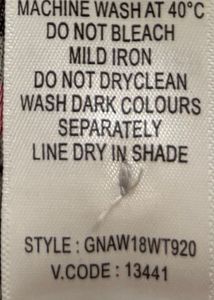 MACHINE WASH AT 40°C
DO NOT BLEACH
MILD IRON
DO NOT DRYCLEAN
WASH DARK COLOURS
SEPARATELY
LINE DRY IN SHADE
STYLE : GNAW18WT920
V.CODE : 13441